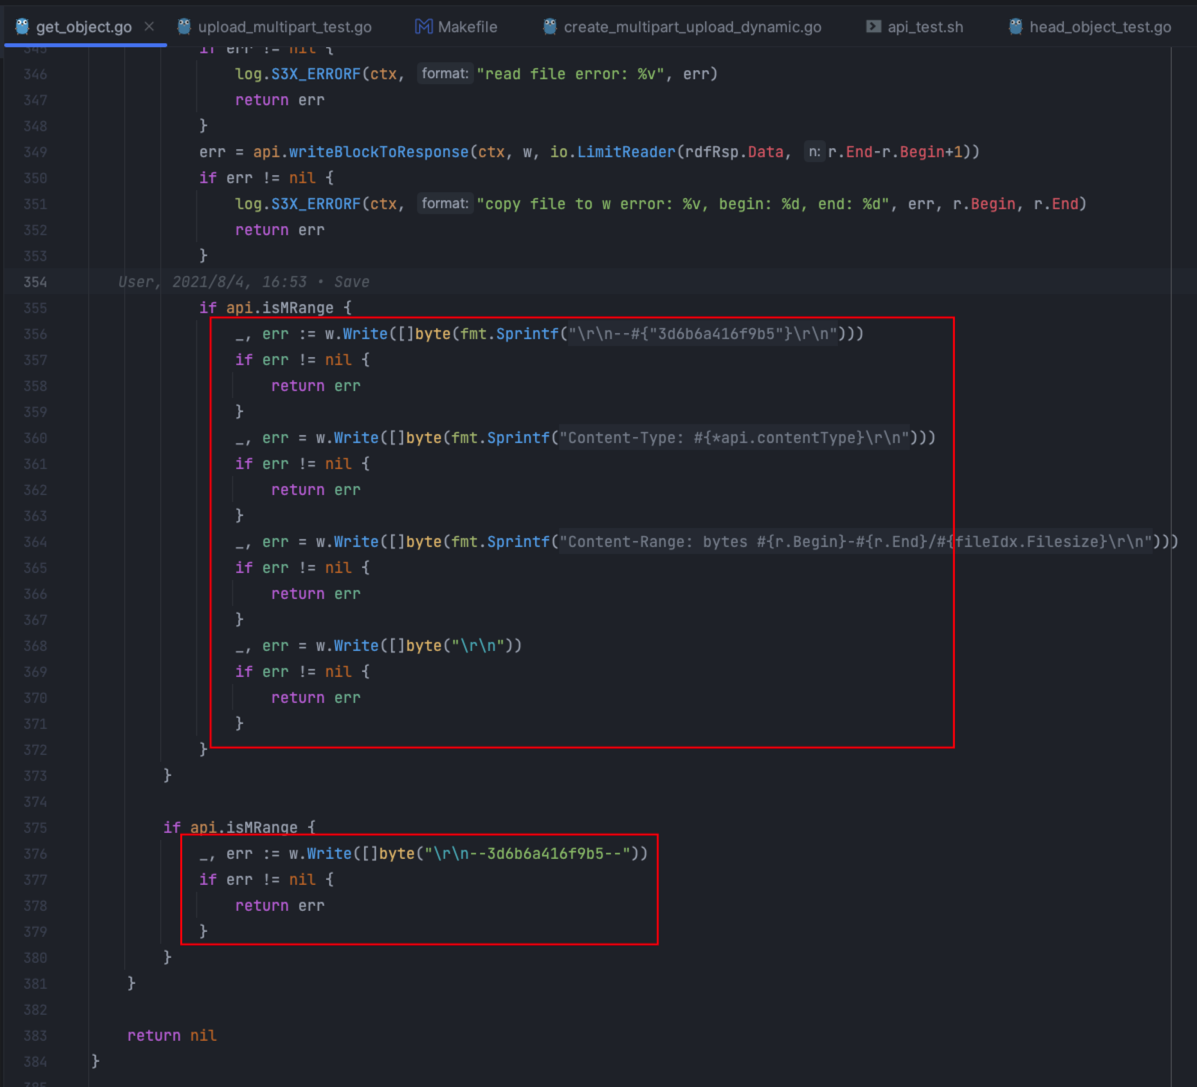 get_object.go × upload_multipart_test.go Makefile create_multipart_upload_dynamic.go api_test.sh head_object_test.go
345 if err != nil {
346 log.S3X_ERRORF(ctx, format: "read file error: %v", err)
347 return err
348 }
349 err = api.writeBlockToResponse(ctx, w, io.LimitReader(rdfRsp.Data, n: r.End-r.Begin+1))
350 if err != nil {
351 log.S3X_ERRORF(ctx, format: "copy file to w error: %v, begin: %d, end: %d", err, r.Begin, r.End)
352 return err
353 }
354 User, 2021/8/4, 16:53 • Save
355 if api.isMRange {
356 _, err := w.Write([]byte(fmt.Sprintf("\r\n--#{"3d6b6a416f9b5"}\r\n")))
357 if err != nil {
358 return err
359 }
360 _, err = w.Write([]byte(fmt.Sprintf("Content-Type: #{*api.contentType}\r\n")))
361 if err != nil {
362 return err
363 }
364 _, err = w.Write([]byte(fmt.Sprintf("Content-Range: bytes #{r.Begin}-#{r.End}/#{fileIdx.Filesize}\r\n")))
365 if err != nil {
366 return err
367 }
368 _, err = w.Write([]byte("\r\n"))
369 if err != nil {
370 return err
371 }
372 }
373 }
374
375 if api.isMRange {
376 _, err := w.Write([]byte("\r\n--3d6b6a416f9b5--"))
377 if err != nil {
378 return err
379 }
380 }
381 }
382
383 return nil
384 }
385